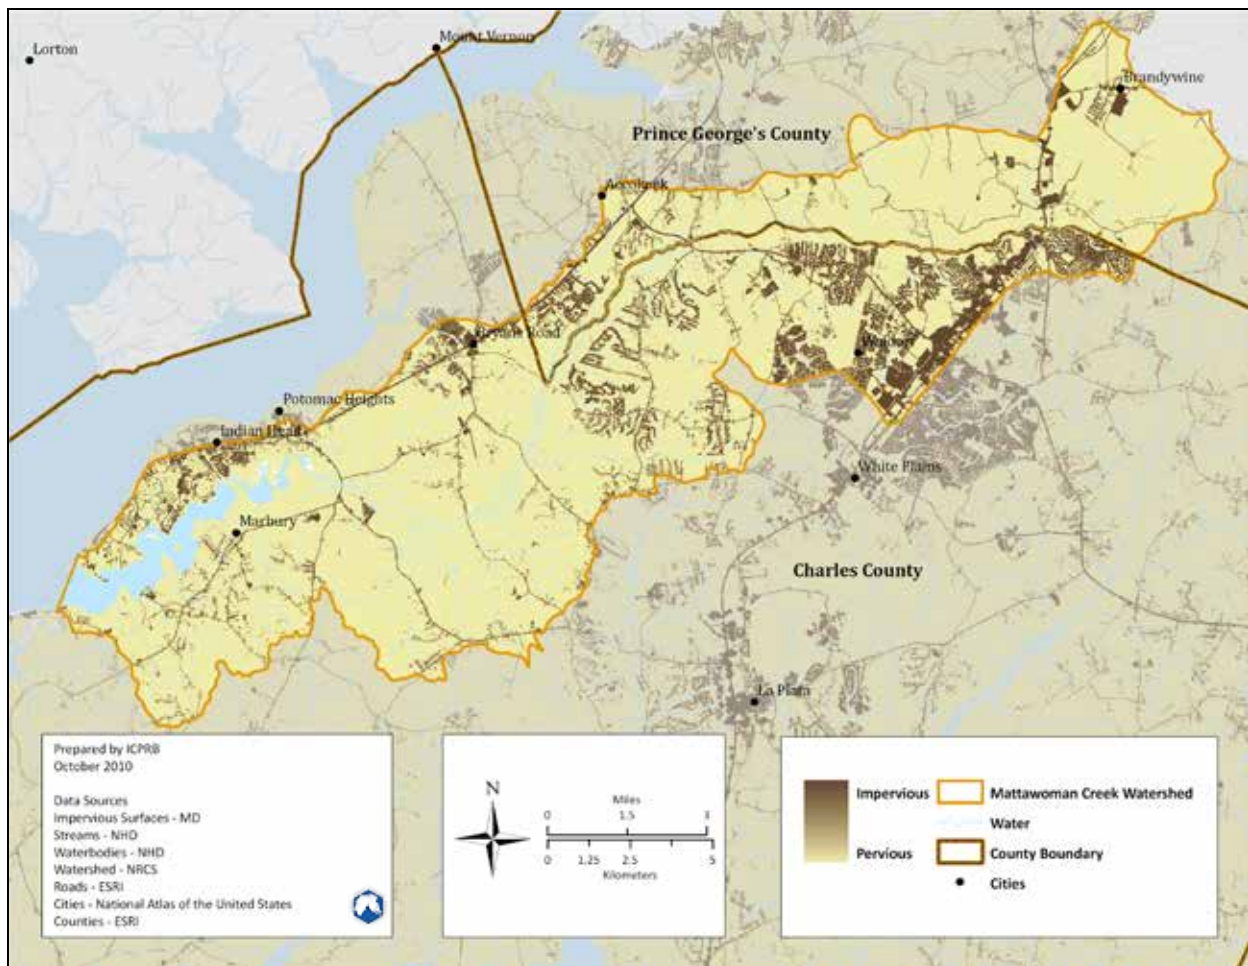 Lorton
Mount Vernon
Brandywine
Prince George's County
Accokeek
Bryans Road
Waldorf
Potomac Heights
Indian Head
White Plains
Marbury
Charles County
La Plata
Prepared by ICPRB
October 2010
Data Sources
Impervious Surfaces - MD
Streams - NHD
Waterbodies - NHD
Watershed - NRCS
Roads - ESRI
Cities - National Atlas of the United States
Counties - ESRI
N
Miles
0 1.5 3
0 1.25 2.5 5
Kilometers
Impervious
Pervious
Mattawoman Creek Watershed
Water
County Boundary
Cities